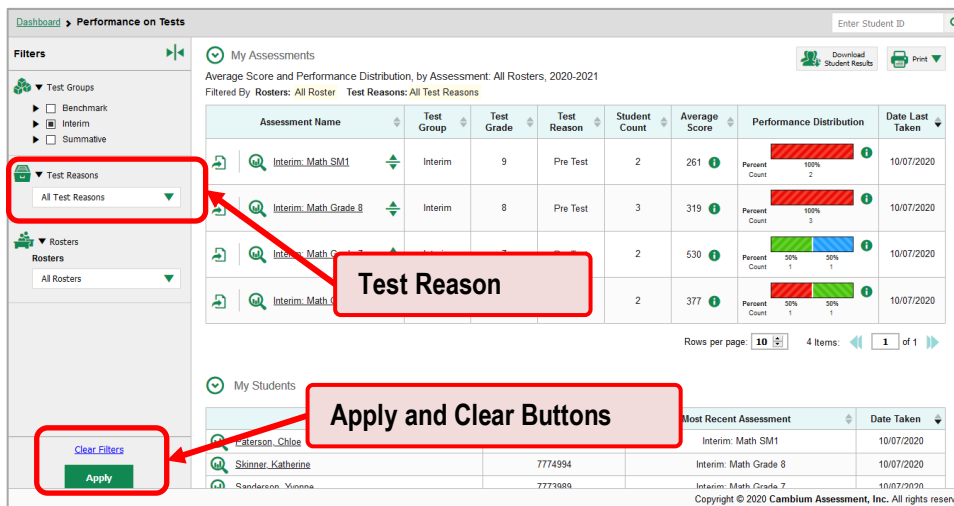 Dashboard > Performance on Tests
Enter Student ID
Filters
My Assessments
Download Student Results
Print
Average Score and Performance Distribution, by Assessment: All Rosters, 2020-2021
Filtered By Rosters: All Roster Test Reasons: All Test Reasons
Test Groups
Benchmark
Interim
Summative
Test Reasons
All Test Reasons
Rosters
Rosters
All Rosters
Clear Filters
Apply
Assessment Name Test Group Test Grade Test Reason Student Count Average Score Performance Distribution Date Last Taken
Interim: Math SM1 Interim 9 Pre Test 2 261 Percent 100% Count 2 10/07/2020
Interim: Math Grade 8 Interim 8 Pre Test 3 319 Percent 100% Count 3 10/07/2020
Interim: Math 2 530 Percent 50% 50% Count 1 1 10/07/2020
Interim: Math 2 377 Percent 50% 50% Count 1 1 10/07/2020
Test Reason
Rows per page: 10 4 Items: 1 of 1
My Students
Apply and Clear Buttons
Most Recent Assessment Date Taken
Paterson, Chloe Interim: Math SM1 10/07/2020
Skinner, Katherine 7774994 Interim: Math Grade 8 10/07/2020
Sanderson, Yvonne 7773989 Interim: Math Grade 7 10/07/2020
Copyright © 2020 Cambium Assessment, Inc. All rights reserv